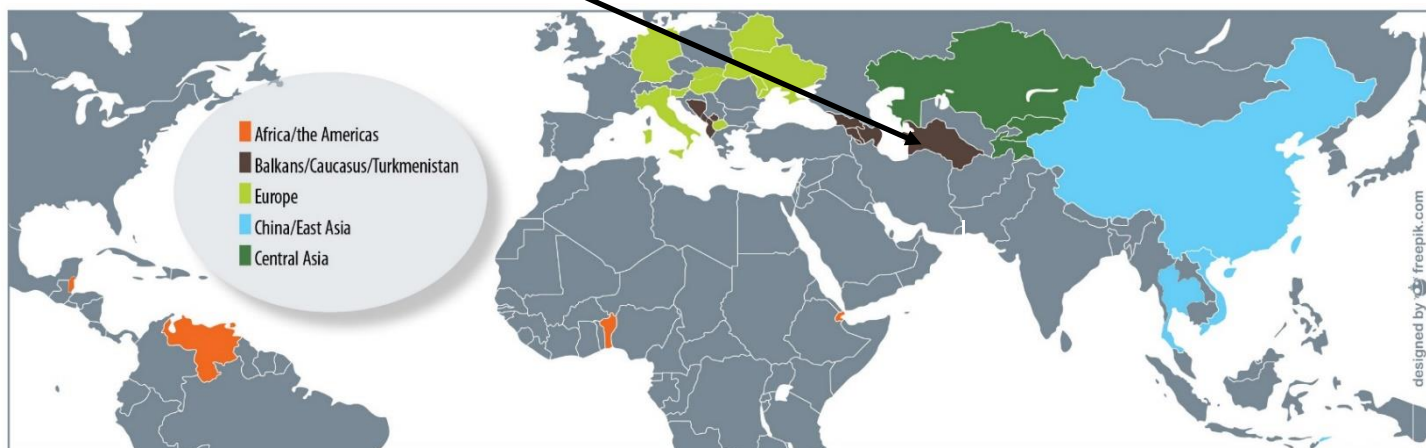 Africa/the Americas
Balkans/Caucasus/Turkmenistan
Europe
China/East Asia
Central Asia
designed by freepik.com